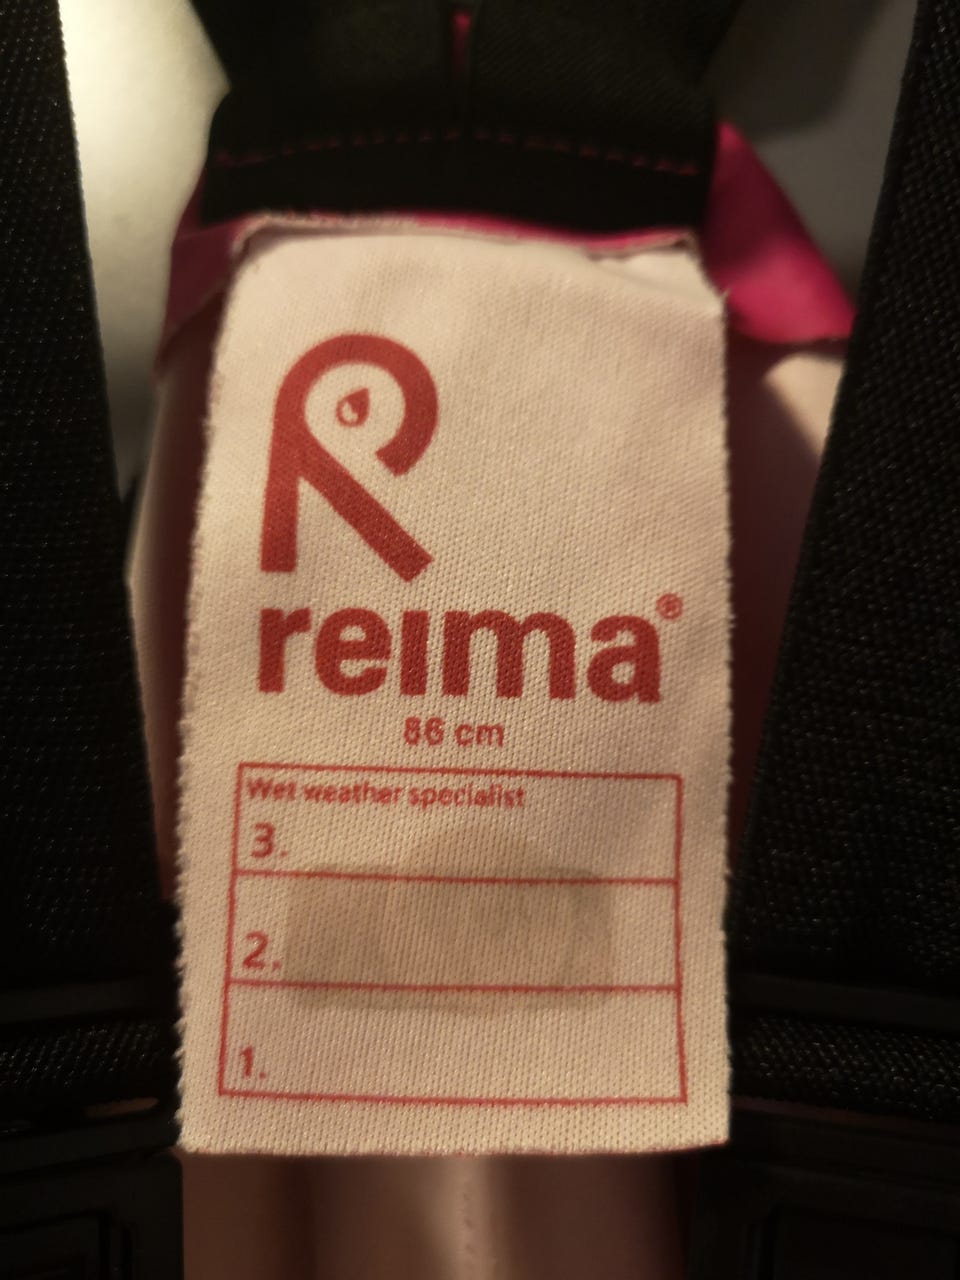 R
reima®
86 cm
Wet weather specialist
3.
2.
1.